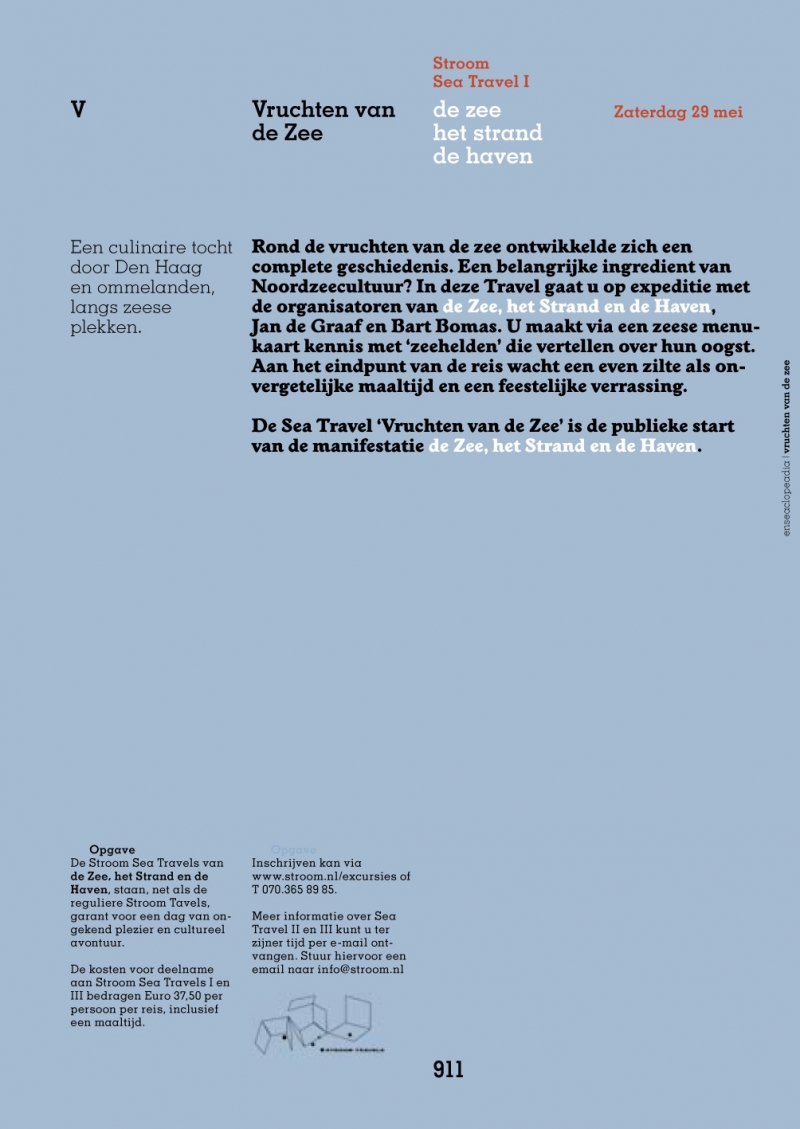 Stroom
Sea Travel I
V
Vruchten van
de Zee
de zee
het strand
de haven
Zaterdag 29 mei
Een culinaire tocht
door Den Haag
en ommelanden,
langs zeese
plekken.
Rond de vruchten van de zee ontwikkelde zich een
complete geschiedenis. Een belangrijke ingredient van
Noordzeecultuur? In deze Travel gaat u op expeditie met
de organisatoren van de Zee, het Strand en de Haven,
Jan de Graaf en Bart Bomas. U maakt via een zeese menu-
kaart kennis met ‘zeehelden’ die vertellen over hun oogst.
Aan het eindpunt van de reis wacht een even zilte als on-
vergetelijke maaltijd en een feestelijke verrassing.
De Sea Travel ‘Vruchten van de Zee’ is de publieke start
van de manifestatie de Zee, het Strand en de Haven.
enseaclopeadia | vruchten van de zee
Opgave
De Stroom Sea Travels van
de Zee, het Strand en de
Haven, staan, net als de
reguliere Stroom Tavels,
garant voor een dag van on-
gekend plezier en cultureel
avontuur.
De kosten voor deelname
aan Stroom Sea Travels I en
III bedragen Euro 37,50 per
persoon per reis, inclusief
een maaltijd.
Opgave
Inschrijven kan via
www.stroom.nl/excursies of
T 070.365 89 85.
Meer informatie over Sea
Travel II en III kunt u ter
zijner tijd per e-mail ont-
vangen. Stuur hiervoor een
email naar info@stroom.nl
STROOM TRAVELS
911